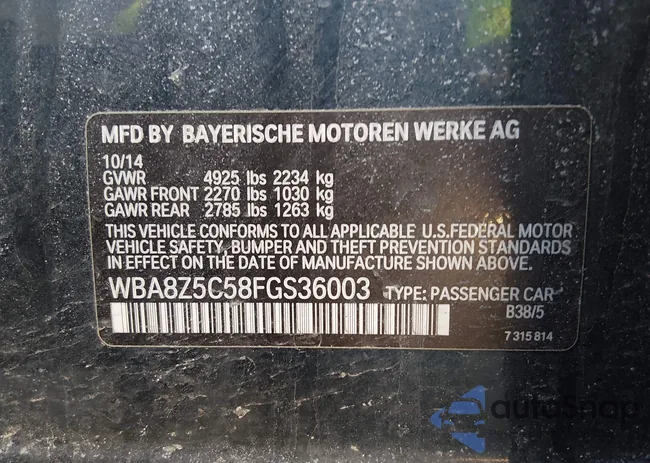 MFD BY BAYERISCHE MOTOREN WERKE AG
10/14
GVWR 4925 lbs 2234 kg
GAWR FRONT 2270 lbs 1030 kg
GAWR REAR 2785 lbs 1263 kg
THIS VEHICLE CONFORMS TO ALL APPLICABLE U.S.FEDERAL MOTOR
VEHICLE SAFETY, BUMPER AND THEFT PREVENTION STANDARDS
IN EFFECT ON THE DATE OF MANUFACTURE SHOWN ABOVE.
WBA8Z5C58FGS36003 TYPE: PASSENGER CAR
B38/5
7 315 814
autoSnap